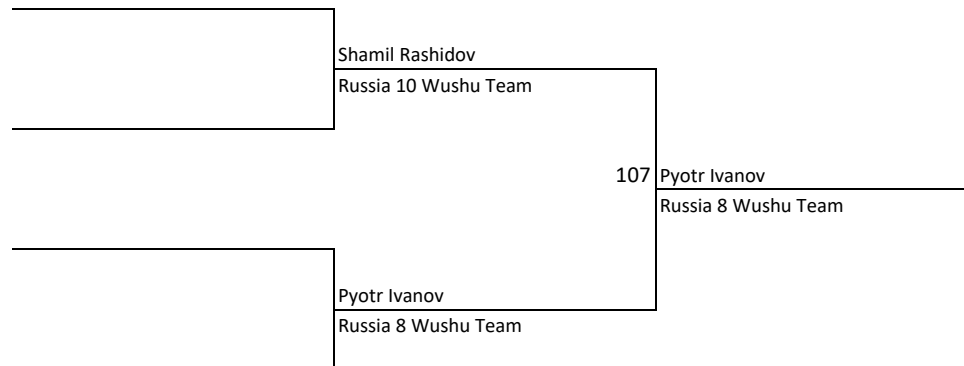 Shamil Rashidov
Russia 10 Wushu Team
107 Pyotr Ivanov
Russia 8 Wushu Team
Pyotr Ivanov
Russia 8 Wushu Team